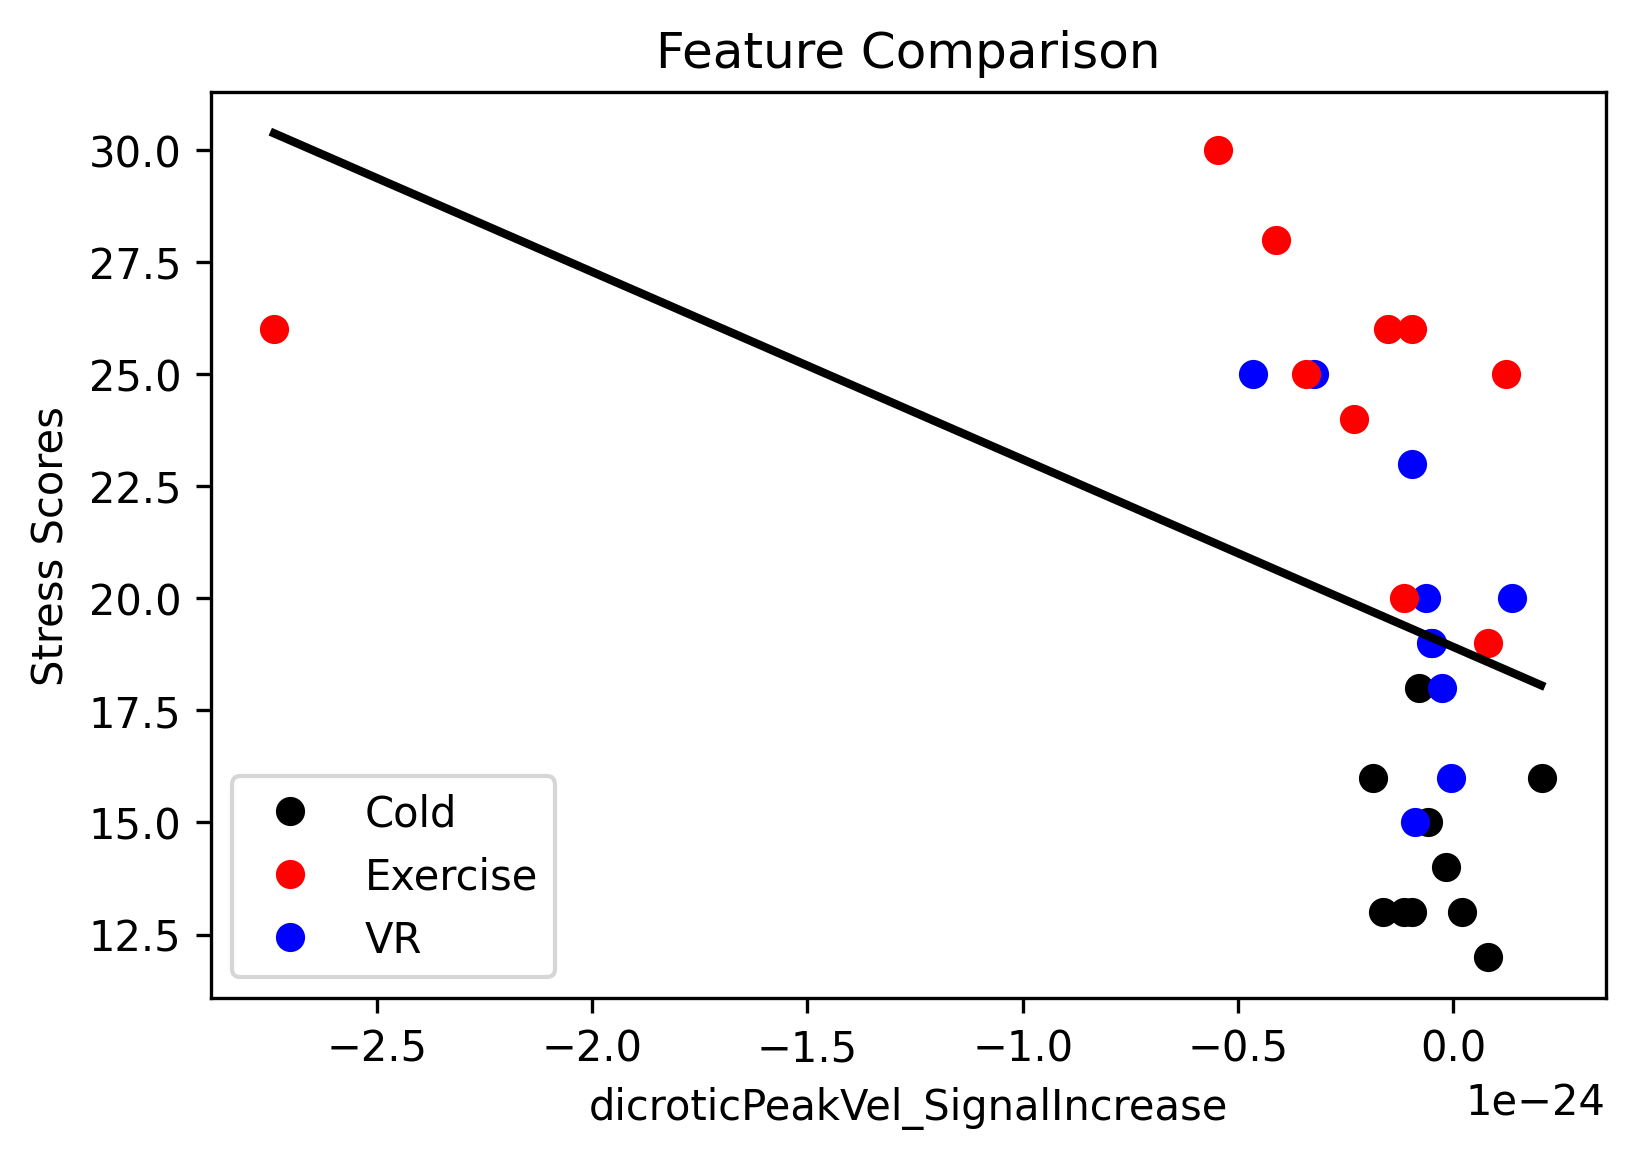 Feature Comparison
30.0
27.5
25.0
22.5
20.0
17.5
15.0
12.5
Stress Scores
Cold
Exercise
VR
−2.5 −2.0 −1.5 −1.0 −0.5 0.0
dicroticPeakVel_SignalIncrease
1e−24